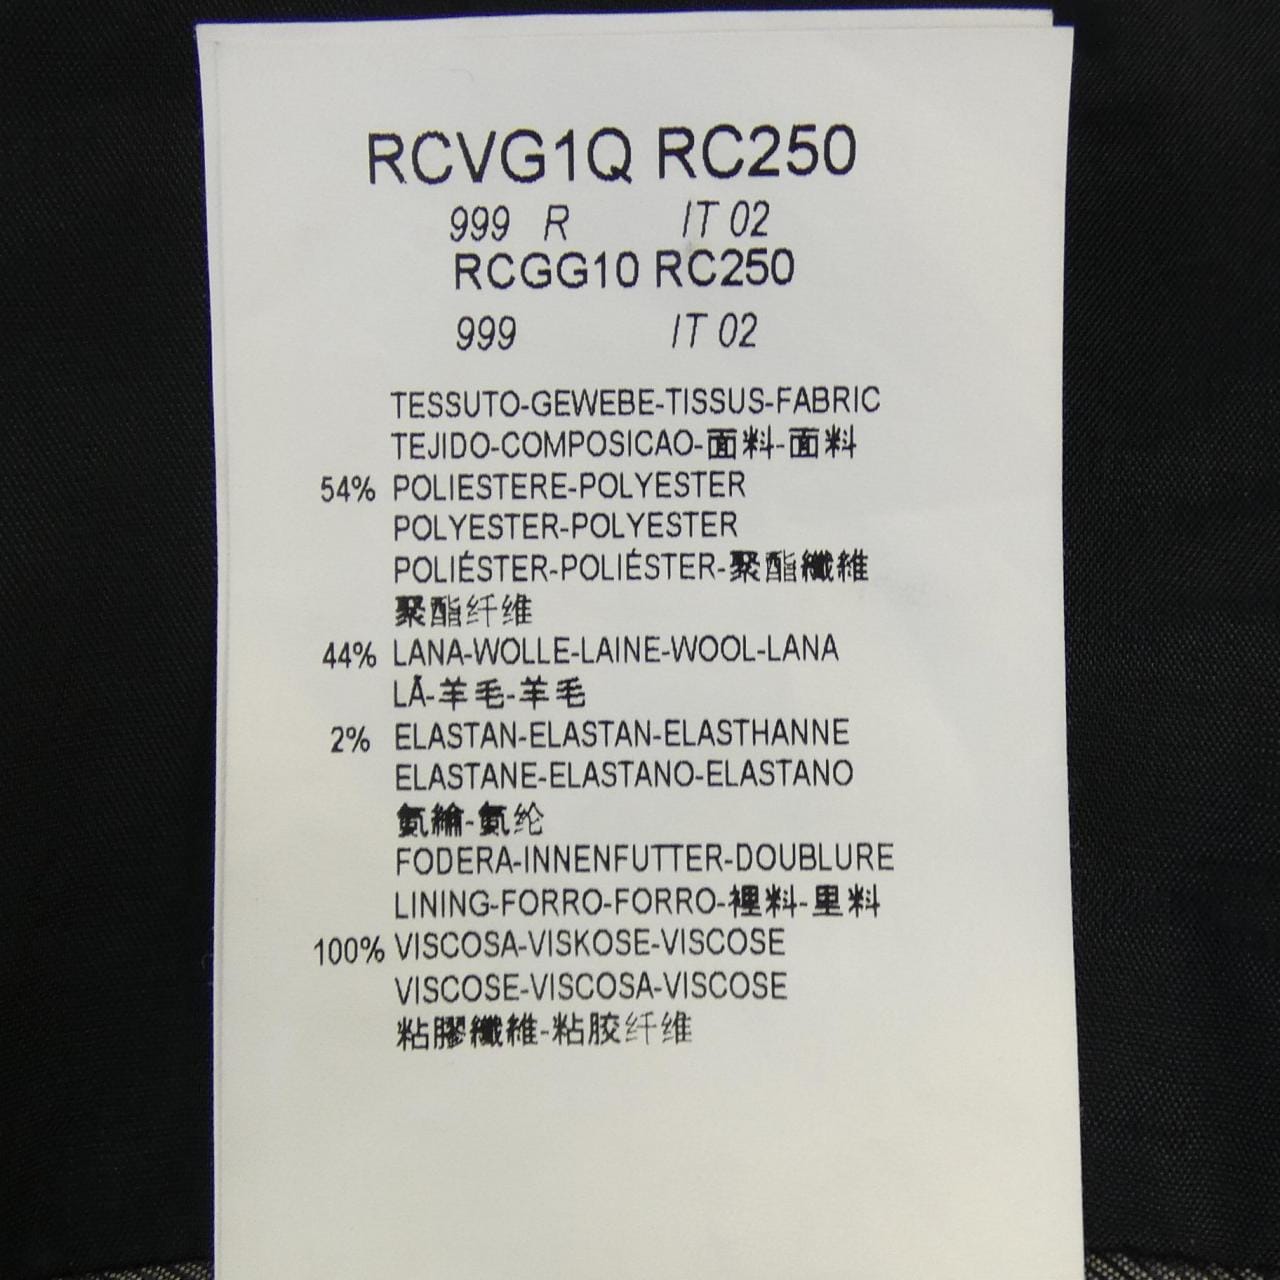 RCVG1Q RC250
999 R IT 02
RCGG10 RC250
999 IT 02
TESSUTO-GEWEBE-TISSUS-FABRIC
TEJIDO-COMPOSICAO-面料-面料
54% POLIESTERE-POLYESTER
POLYESTER-POLYESTER
POLIÉSTER-POLIÉSTER-聚酯纖維
聚酯纤维
44% LANA-WOLLE-LAINE-WOOL-LANA
LÃ-羊毛-羊毛
2% ELASTAN-ELASTAN-ELASTHANNE
ELASTANE-ELASTANO-ELASTANO
氨綸-氨纶
FODERA-INNENFUTTER-DOUBLURE
LINING-FORRO-FORRO-裡料-里料
100% VISCOSA-VISKOSE-VISCOSE
VISCOSE-VISCOSA-VISCOSE
粘膠纖維-粘胶纤维